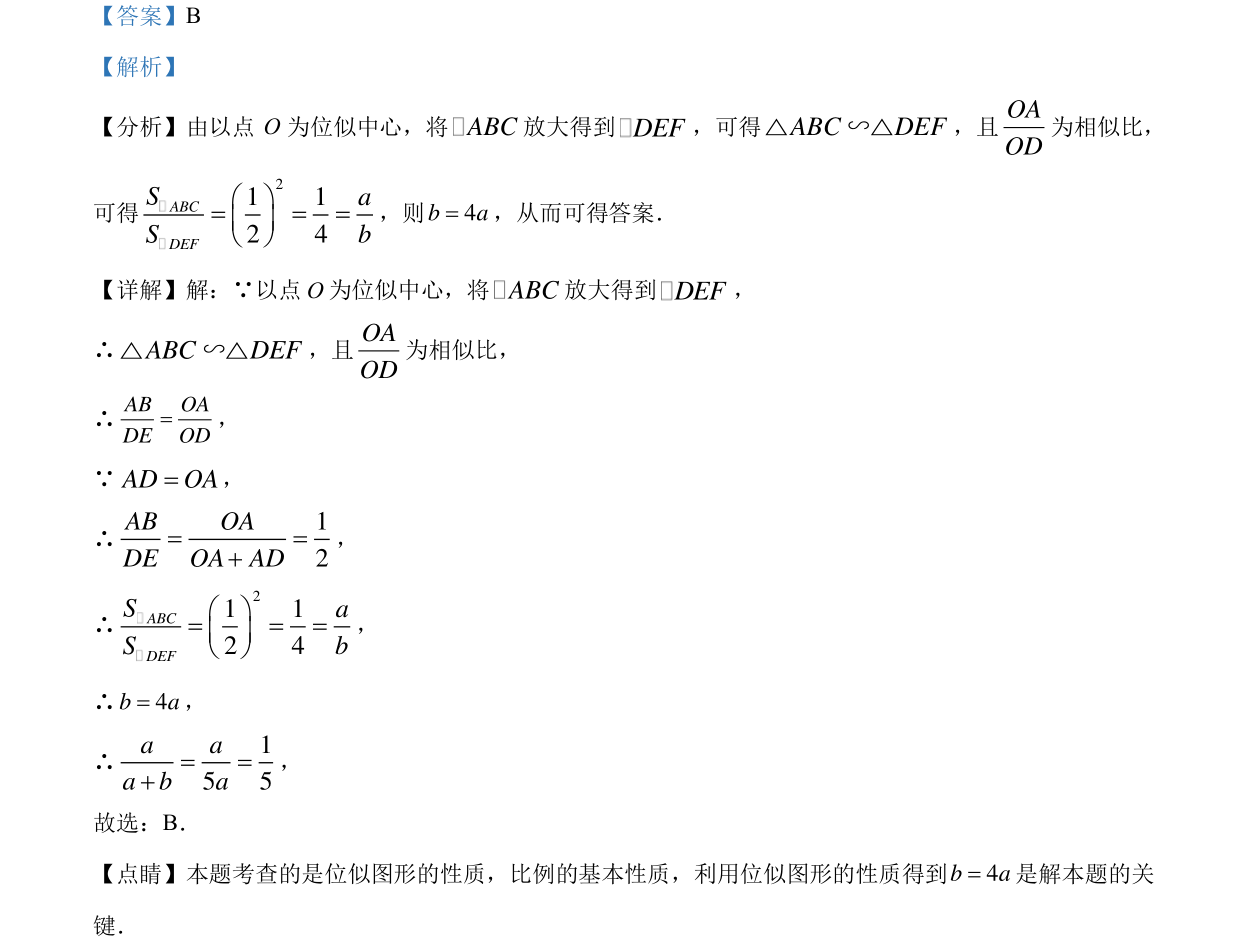 【答案】B
【解析】
【分析】由以点 O 为位似中心，将□ABC 放大得到□DEF，可得△ABC∽△DEF，且 OA/OD 为相似比，
可得 S□ABC/S□DEF = (1/2)² = 1/4 = a/b，则b = 4a，从而可得答案．
【详解】解：∵以点 O 为位似中心，将□ABC 放大得到□DEF，
∴△ABC∽△DEF，且 OA/OD 为相似比，
∴ AB/DE = OA/OD，
∵ AD = OA，
∴ AB/DE = OA/(OA + AD) = 1/2，
∴ S□ABC/S□DEF = (1/2)² = 1/4 = a/b，
∴b = 4a，
∴ a/(a + b) = a/5a = 1/5，
故选：B．
【点睛】本题考查的是位似图形的性质，比例的基本性质，利用位似图形的性质得到b = 4a 是解本题的关
键．